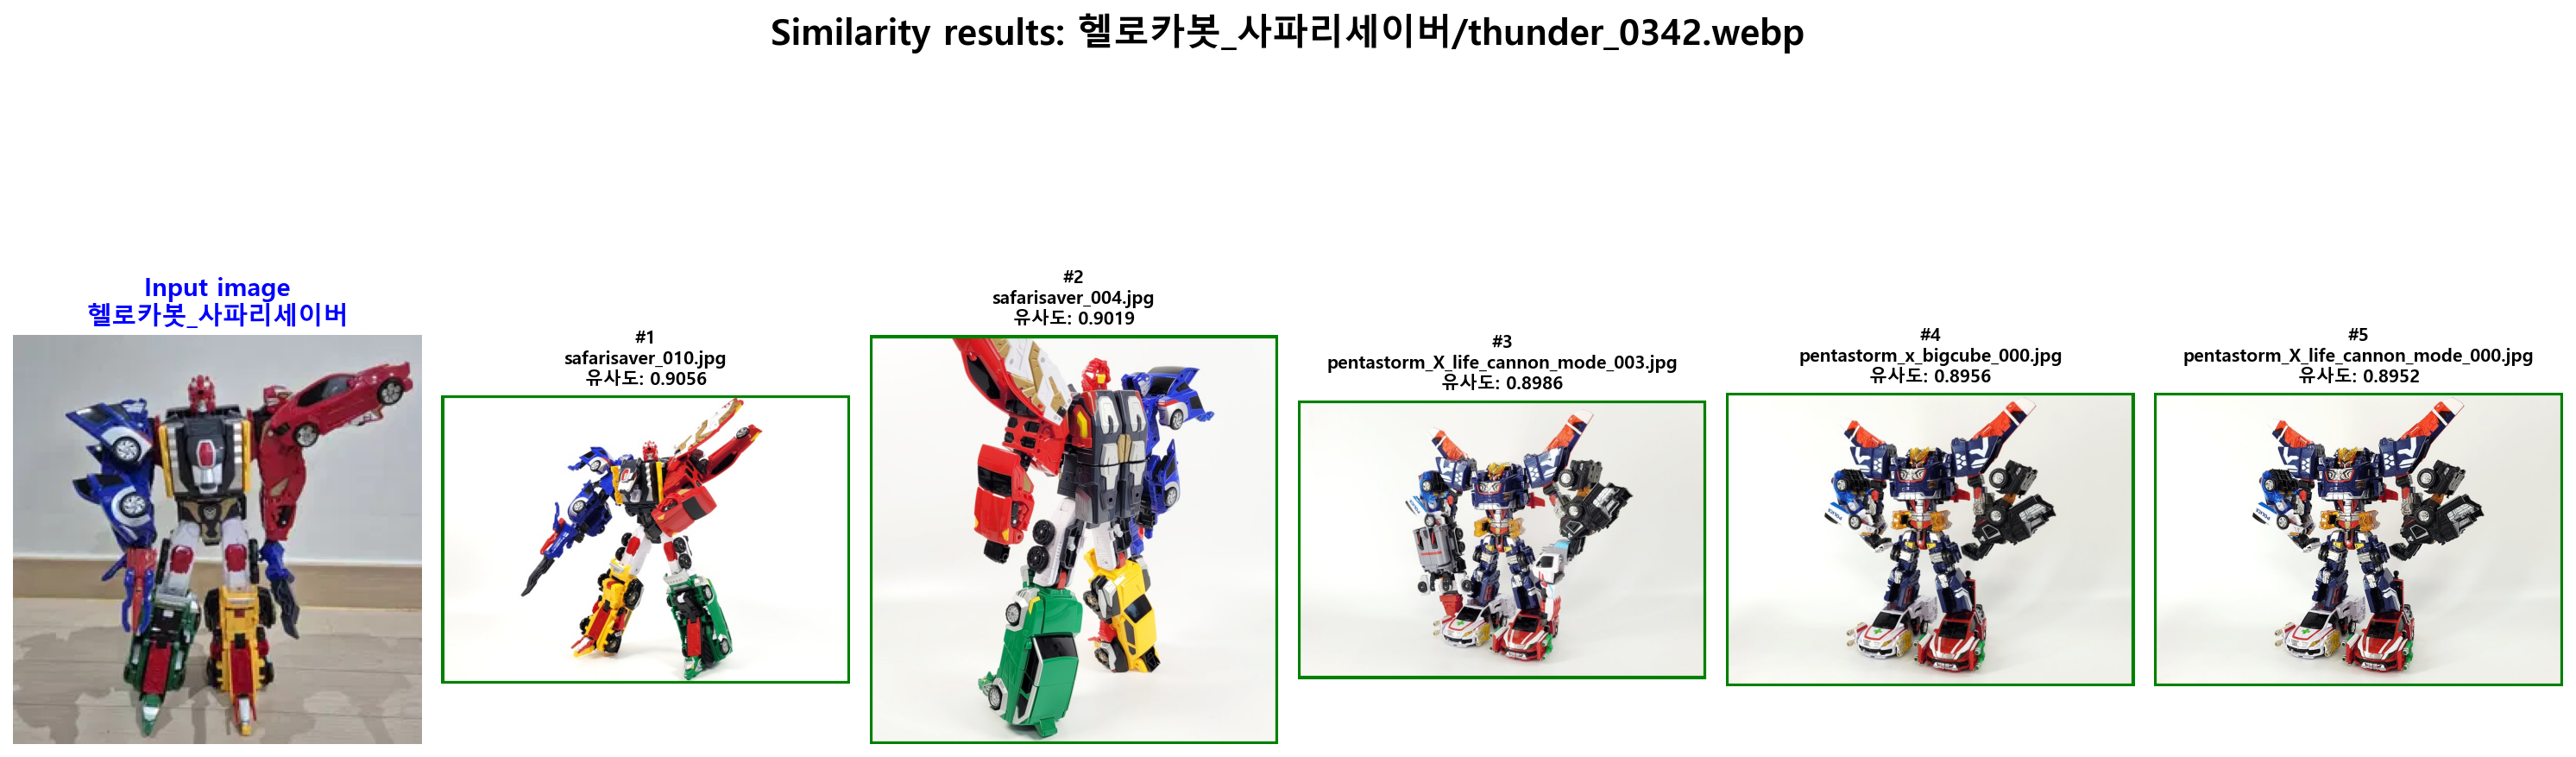 Similarity results: 헬로카봇_사파리세이버/thunder_0342.webp
Input image
헬로카봇_사파리세이버
#1
safarisaver_010.jpg
유사도: 0.9056
#2
safarisaver_004.jpg
유사도: 0.9019
#3
pentastorm_X_life_cannon_mode_003.jpg
유사도: 0.8986
#4
pentastorm_x_bigcube_000.jpg
유사도: 0.8956
#5
pentastorm_X_life_cannon_mode_000.jpg
유사도: 0.8952